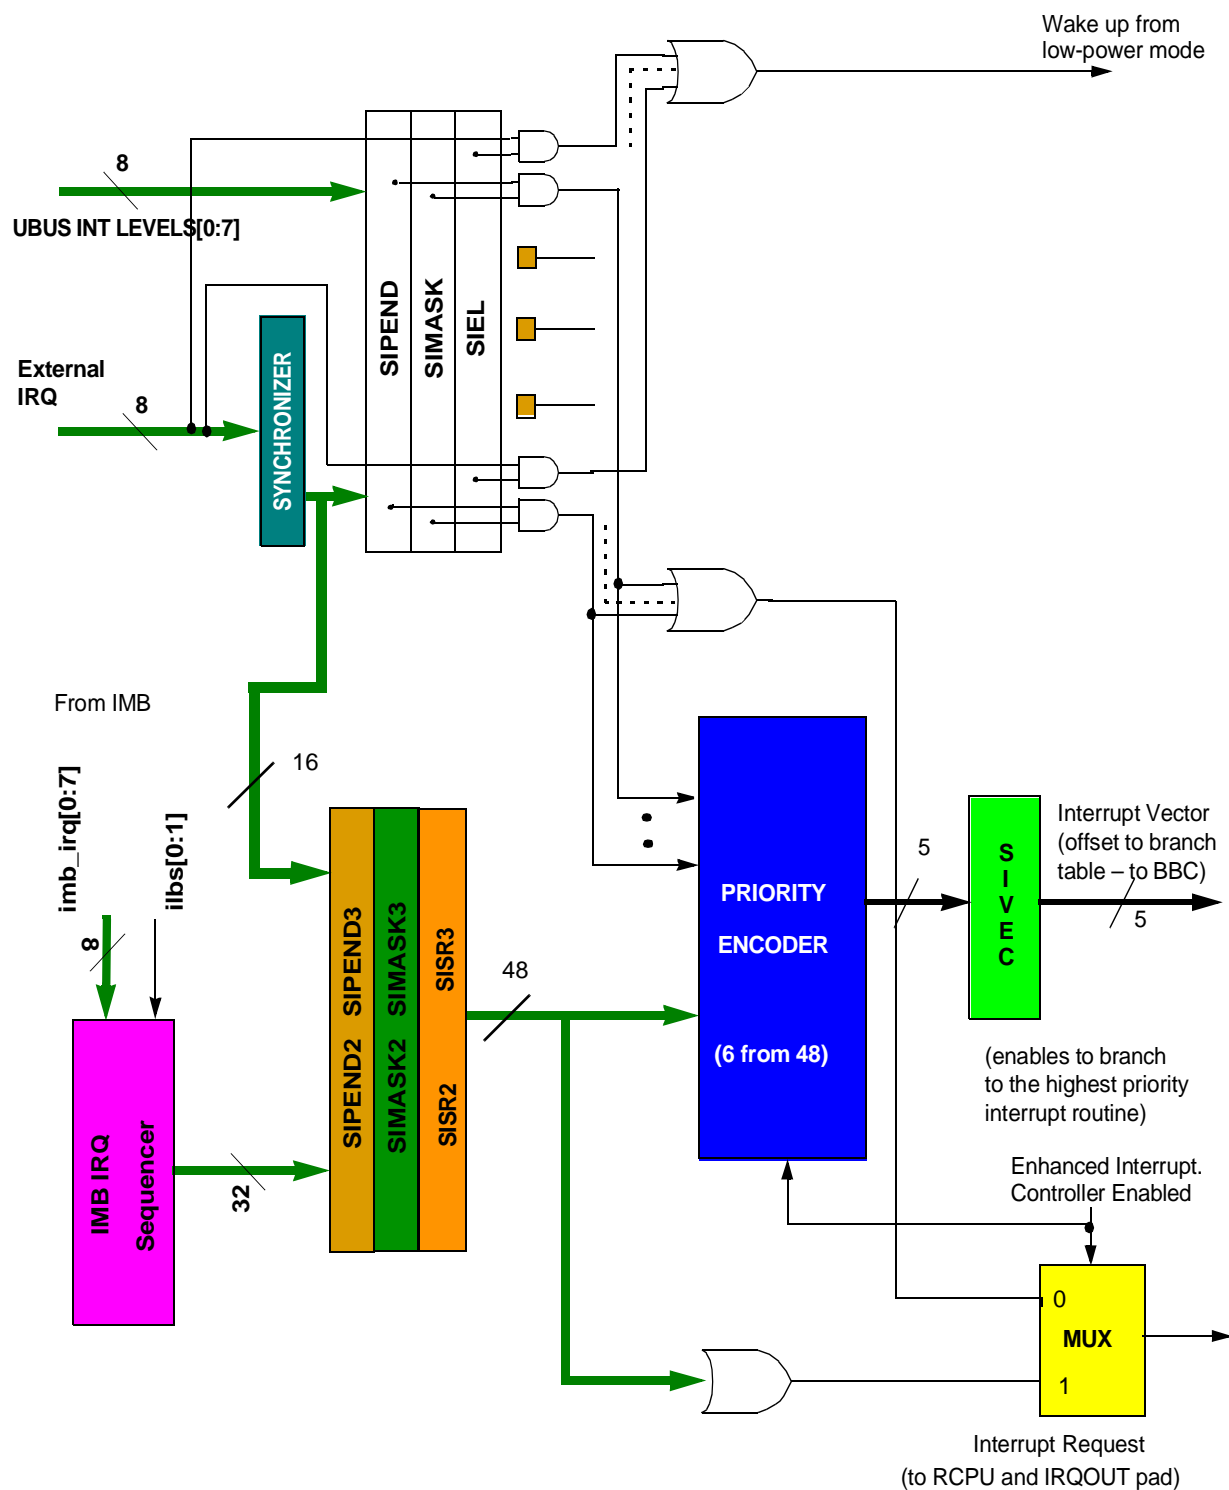 Wake up from
low-power mode
8
UBUS INT LEVELS[0:7]
SIPEND
SIMASK
SIEL
External
IRQ
8
SYNCHRONIZER
From IMB
imb_irq[0:7]
ilbs[0:1]
16
8
IMB IRQ
Sequencer
32
SIPEND2 SIPEND3
SIMASK2 SIMASK3
SISR2 SISR3
48
PRIORITY
ENCODER
(6 from 48)
5
S
I
V
E
C
Interrupt Vector
(offset to branch
table – to BBC)
5
(enables to branch
to the highest priority
interrupt routine)
Enhanced Interrupt.
Controller Enabled
0
MUX
1
Interrupt Request
(to RCPU and IRQOUT pad)